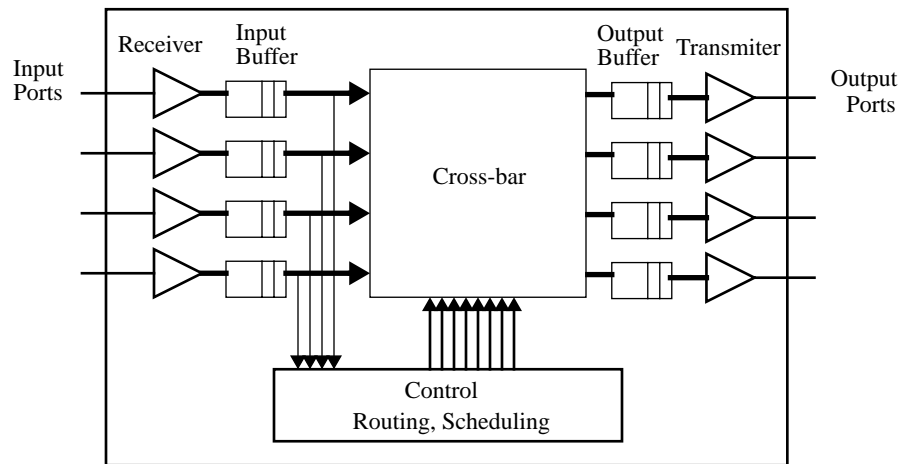 Input
Ports
Receiver
Input
Buffer
Output
Buffer
Transmiter
Output
Ports
Cross-bar
Control
Routing, Scheduling